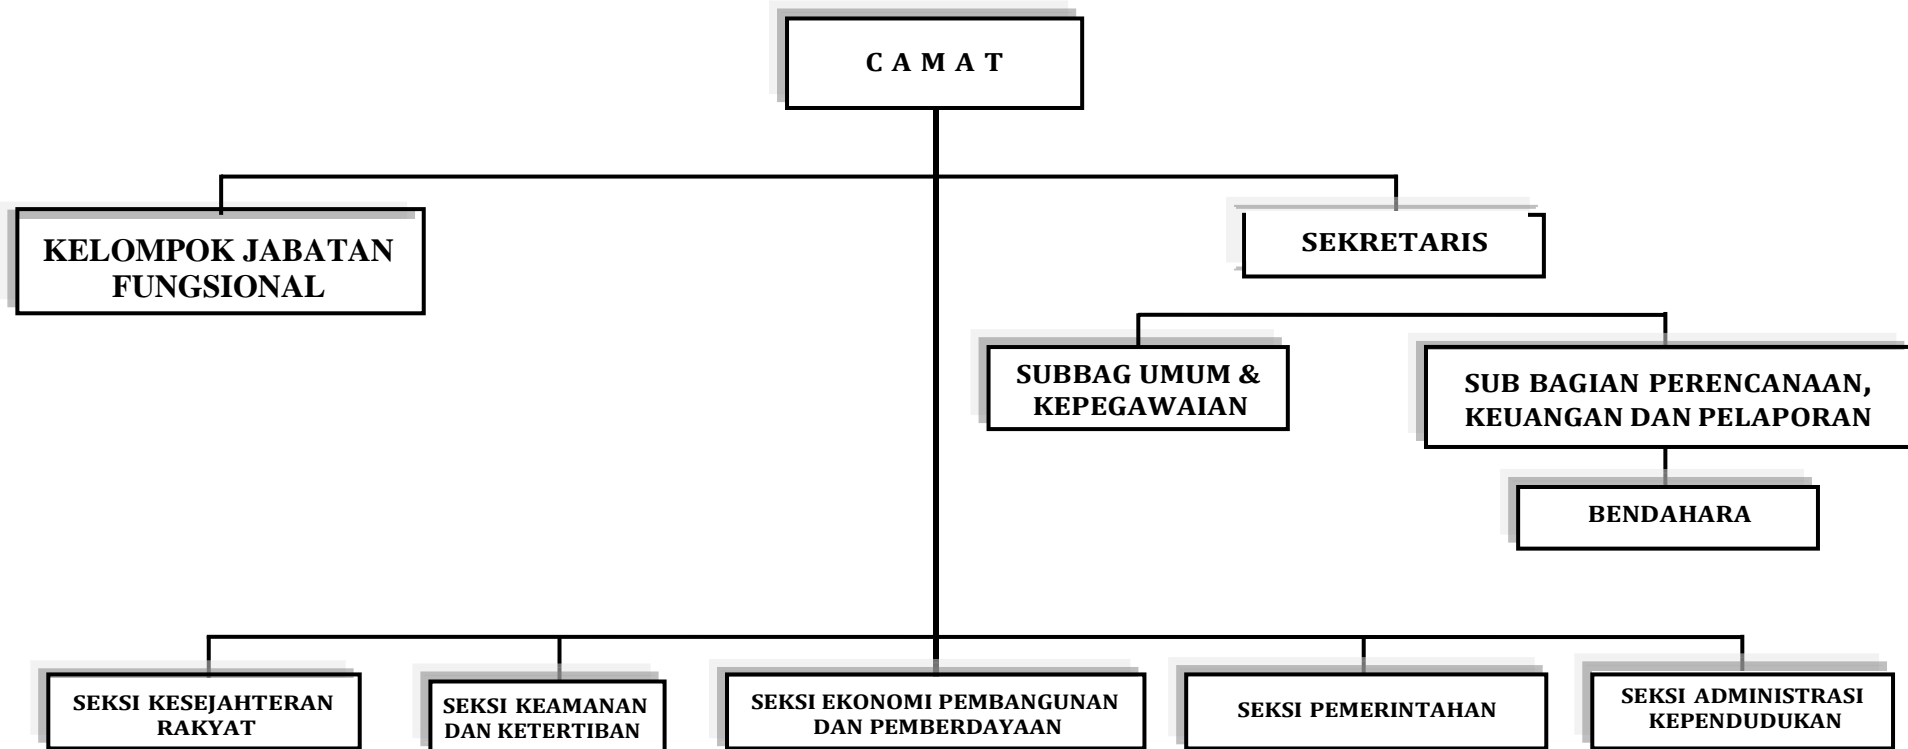 C A M A T
KELOMPOK JABATAN
FUNGSIONAL
SEKRETARIS
SUBBAG UMUM &
KEPEGAWAIAN
SUB BAGIAN PERENCANAAN,
KEUANGAN DAN PELAPORAN
BENDAHARA
SEKSI KESEJAHTERAN
RAKYAT
SEKSI KEAMANAN
DAN KETERTIBAN
SEKSI EKONOMI PEMBANGUNAN
DAN PEMBERDAYAAN
SEKSI PEMERINTAHAN
SEKSI ADMINISTRASI
KEPENDUDUKAN